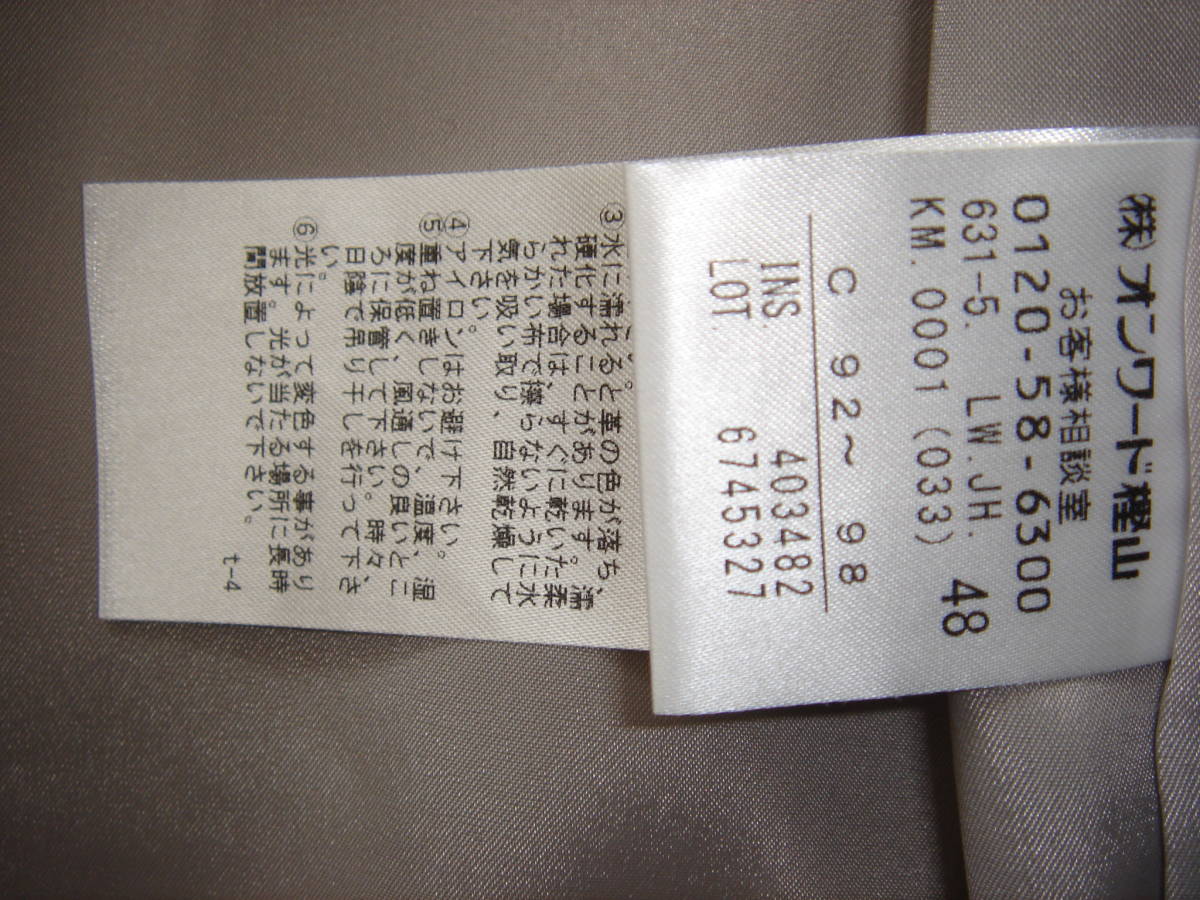 ㈱オンワード樫山
お客様相談室
0120-58-6300
631-5. LW.JH. 48
KM. 0001 (033)
C 92～ 98
INS. 403482
LOT. 6745327
③水に濡れると革の色が落ち、
硬化することがあります。濡
れた場合は、すぐに乾いた柔
らかい布で、擦らないように水
気を吸い取り、自然乾燥して
下さい。
④アイロンはお避け下さい。
⑤重ね置きしないで、温度、湿
度が低く、風通しの良い
ろに保管し、下さい。時々、
日陰で吊り干しを行って下さ
い。
⑥光によって変色する事があり
ます。光が当たる場所に長時
間放置しないで下さい。
t-4